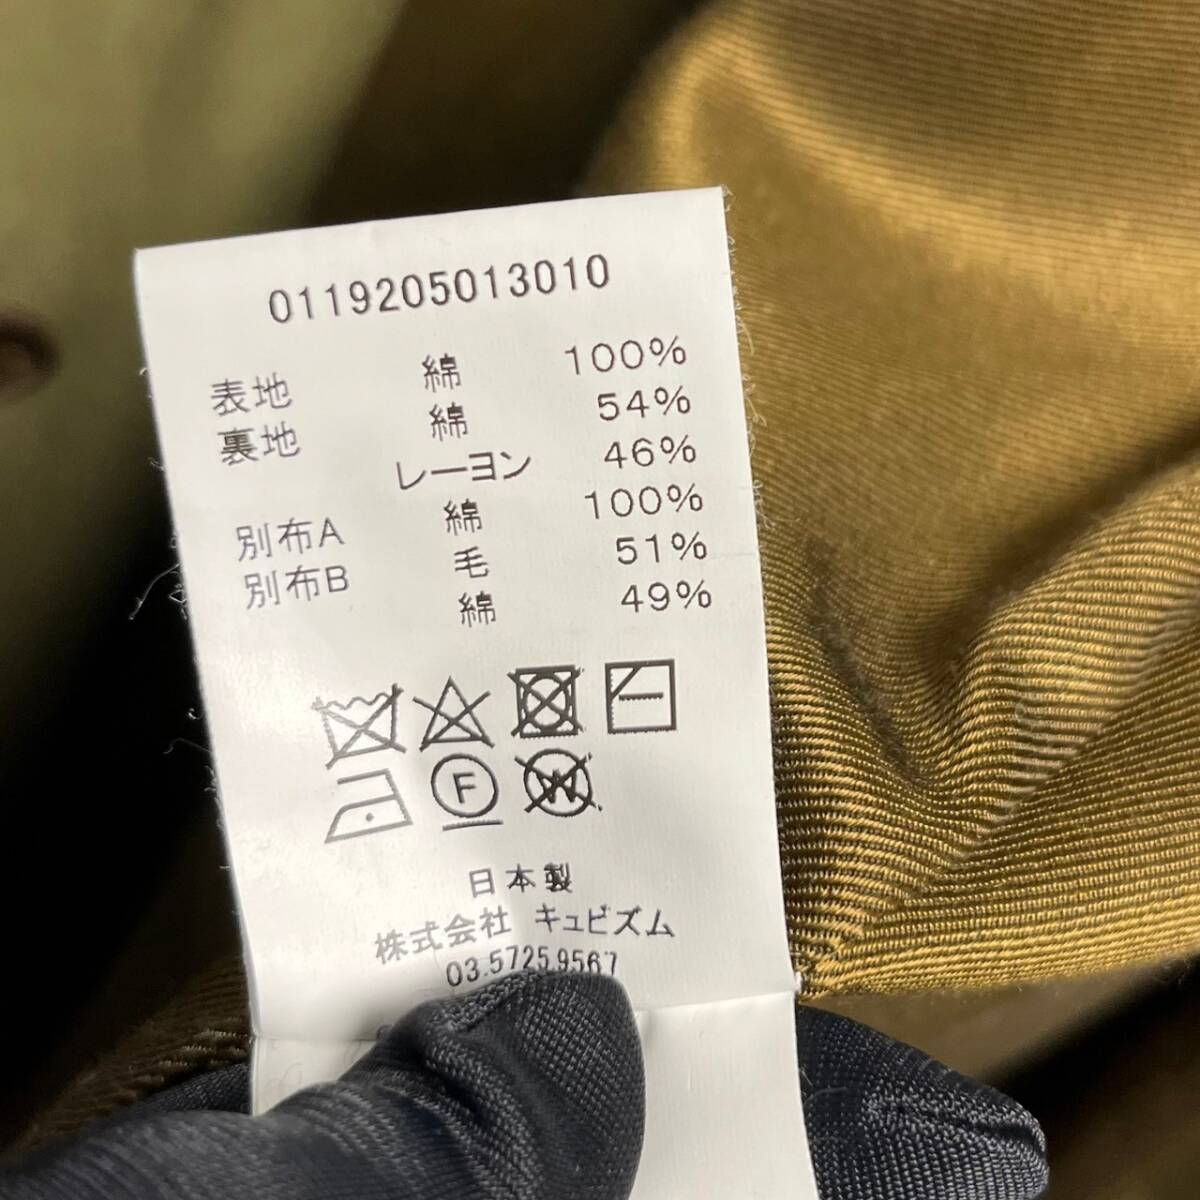 0119205013010
表地 綿 100%
裏地 綿 54%
レーヨン 46%
別布A 綿 100%
別布B 毛 51%
綿 49%
F W
日本製
株式会社 キュビズム
03.5725.9567